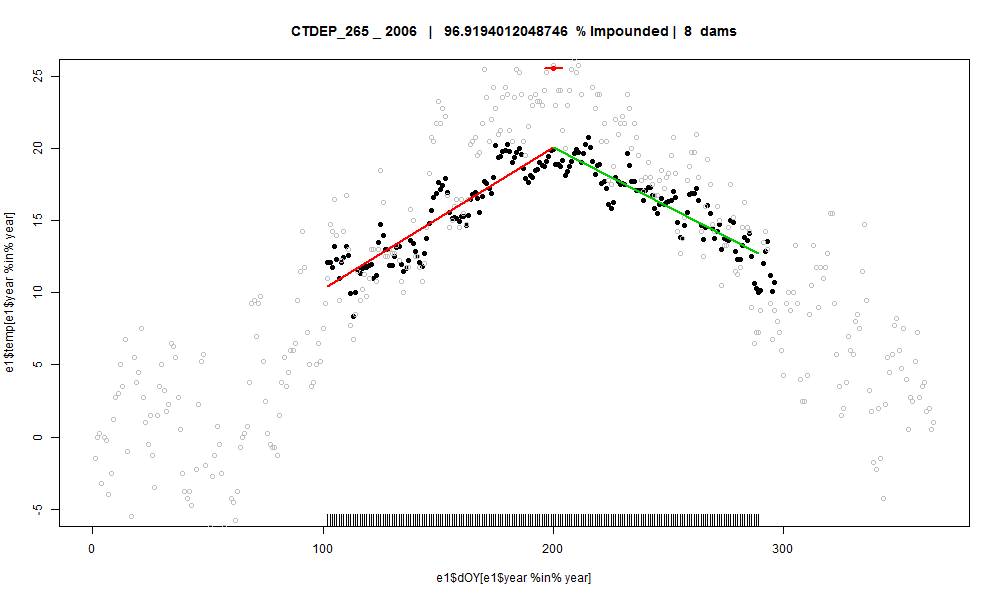 CTDEP_265 _ 2006 | 96.9194012048746 % Impounded | 8 dams
e1$temp[e1$year %in% year]
25
20
15
10
5
0
-5
0 100 200 300
e1$dOY[e1$year %in% year]